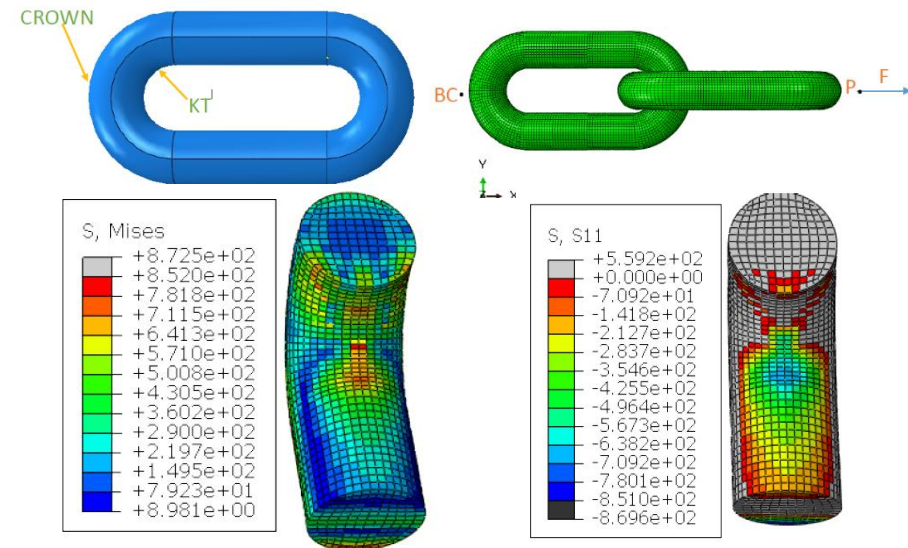 CROWN
KT
BC
P
F
Y
Z
X
S, Mises
+8.725e+02
+8.520e+02
+7.818e+02
+7.115e+02
+6.413e+02
+5.710e+02
+5.008e+02
+4.305e+02
+3.602e+02
+2.900e+02
+2.197e+02
+1.495e+02
+7.923e+01
+8.981e+00
S, S11
+5.592e+02
+0.000e+00
-7.092e+01
-1.418e+02
-2.127e+02
-2.837e+02
-3.546e+02
-4.255e+02
-4.964e+02
-5.673e+02
-6.382e+02
-7.092e+02
-7.801e+02
-8.510e+02
-8.696e+02